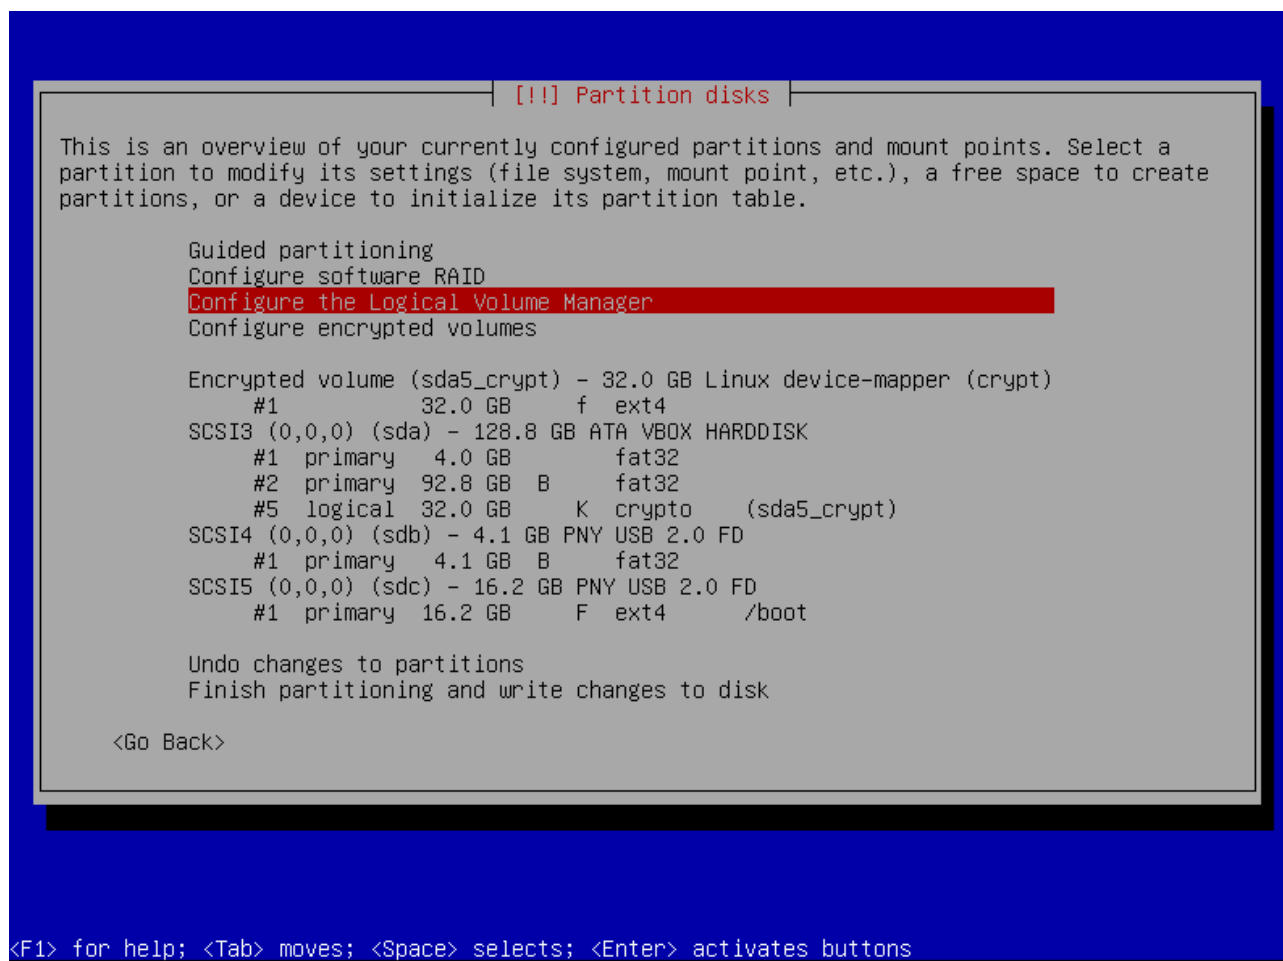 [!!] Partition disks
This is an overview of your currently configured partitions and mount points. Select a
partition to modify its settings (file system, mount point, etc.), a free space to create
partitions, or a device to initialize its partition table.
Guided partitioning
Configure software RAID
Configure the Logical Volume Manager
Configure encrypted volumes
Encrypted volume (sda5_crypt) - 32.0 GB Linux device-mapper (crypt)
#1 32.0 GB f ext4
SCSI3 (0,0,0) (sda) - 128.8 GB ATA VBOX HARDDISK
#1 primary 4.0 GB fat32
#2 primary 92.8 GB B fat32
#5 logical 32.0 GB K crypto (sda5_crypt)
SCSI4 (0,0,0) (sdb) - 4.1 GB PNY USB 2.0 FD
#1 primary 4.1 GB B fat32
SCSI5 (0,0,0) (sdc) - 16.2 GB PNY USB 2.0 FD
#1 primary 16.2 GB F ext4 /boot
Undo changes to partitions
Finish partitioning and write changes to disk
<Go Back>
<F1> for help; <Tab> moves; <Space> selects; <Enter> activates buttons